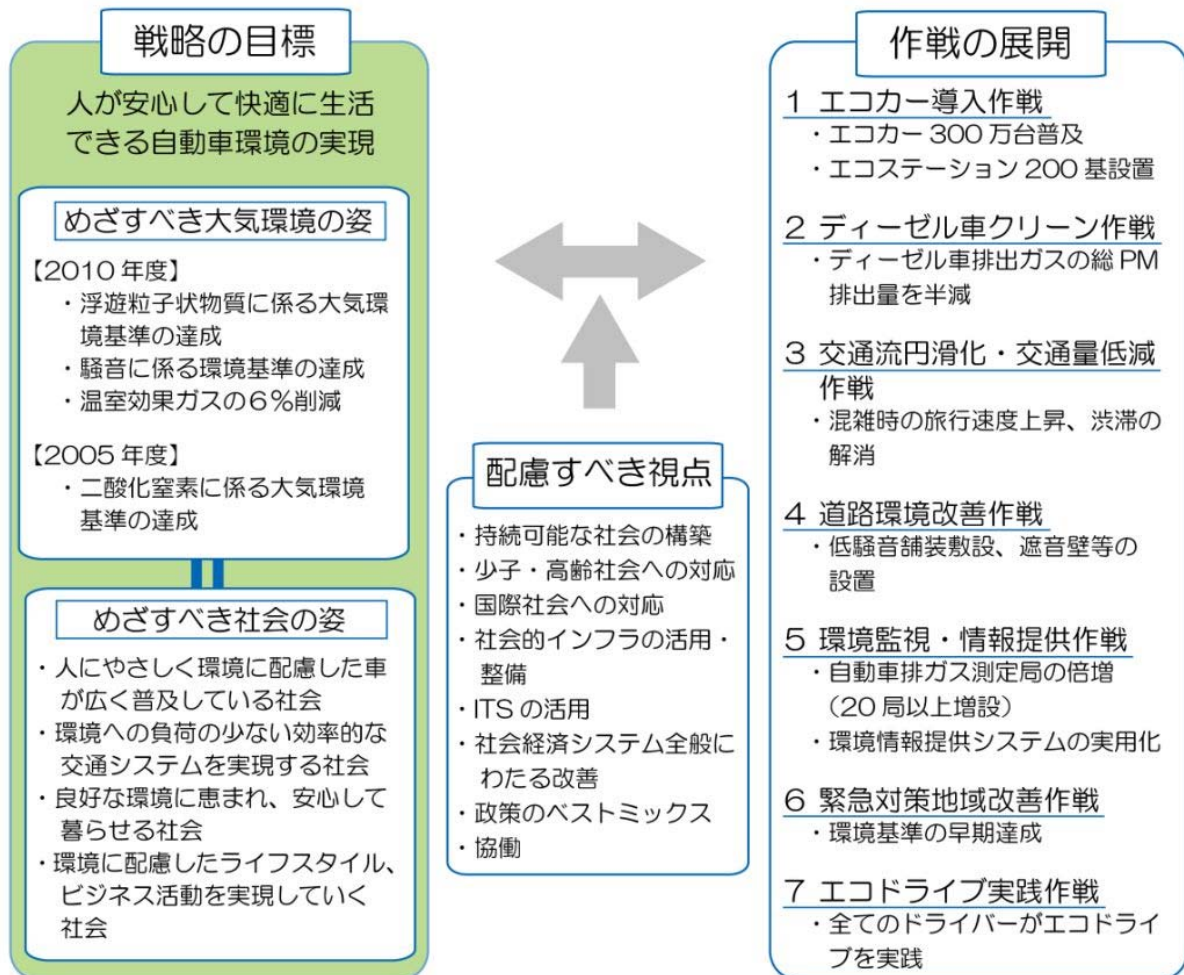 戦略の目標
人が安心して快適に生活
できる自動車環境の実現
めざすべき大気環境の姿
【2010年度】
・浮遊粒子状物質に係る大気環
境基準の達成
・騒音に係る環境基準の達成
・温室効果ガスの6%削減
【2005年度】
・二酸化窒素に係る大気環境
基準の達成
めざすべき社会の姿
・人にやさしく環境に配慮した車
が広く普及している社会
・環境への負荷の少ない効率的な
交通システムを実現する社会
・良好な環境に恵まれ、安心して
暮らせる社会
・環境に配慮したライフスタイル、
ビジネス活動を実現していく
社会
配慮すべき視点
・持続可能な社会の構築
・少子・高齢社会への対応
・国際社会への対応
・社会的インフラの活用・
整備
・ITSの活用
・社会経済システム全般に
わたる改善
・政策のベストミックス
・協働
作戦の展開
1 エコカー導入作戦
・エコカー300万台普及
・エコステーション200基設置
2 ディーゼル車クリーン作戦
・ディーゼル車排出ガスの総PM
排出量を半減
3 交通流円滑化・交通量低減
作戦
・混雑時の旅行速度上昇、渋滞の
解消
4 道路環境改善作戦
・低騒音舗装敷設、遮音壁等の
設置
5 環境監視・情報提供作戦
・自動車排ガス測定局の倍増
(20局以上増設)
・環境情報提供システムの実用化
6 緊急対策地域改善作戦
・環境基準の早期達成
7 エコドライブ実践作戦
・全てのドライバーがエコドライ
ブを実践